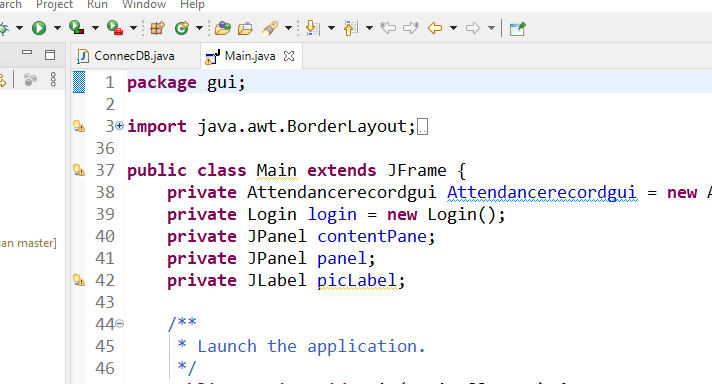 arch Project Run Window Help
ConnecDB.java Main.java
1 package gui;
2
3 import java.awt.BorderLayout;
36
37 public class Main extends JFrame {
38 private Attendancerecordgui Attendancerecordgui = new A
39 private Login login = new Login();
40 private JPanel contentPane;
41 private JPanel panel;
42 private JLabel picLabel;
43
44 /**
45 * Launch the application.
46 */
an master]